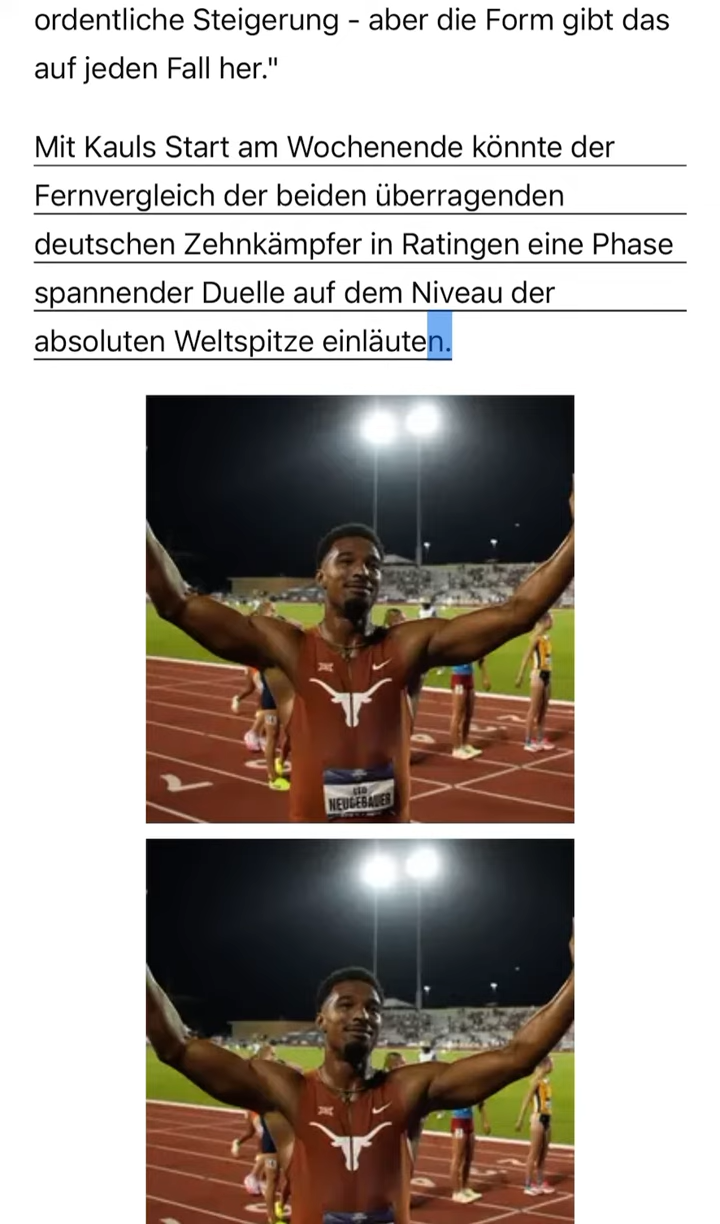 ordentliche Steigerung - aber die Form gibt das
auf jeden Fall her."
Mit Kauls Start am Wochenende könnte der
Fernvergleich der beiden überragenden
deutschen Zehnkämpfer in Ratingen eine Phase
spannender Duelle auf dem Niveau der
absoluten Weltspitze einläuten.
LEO
NEUGEBAUER